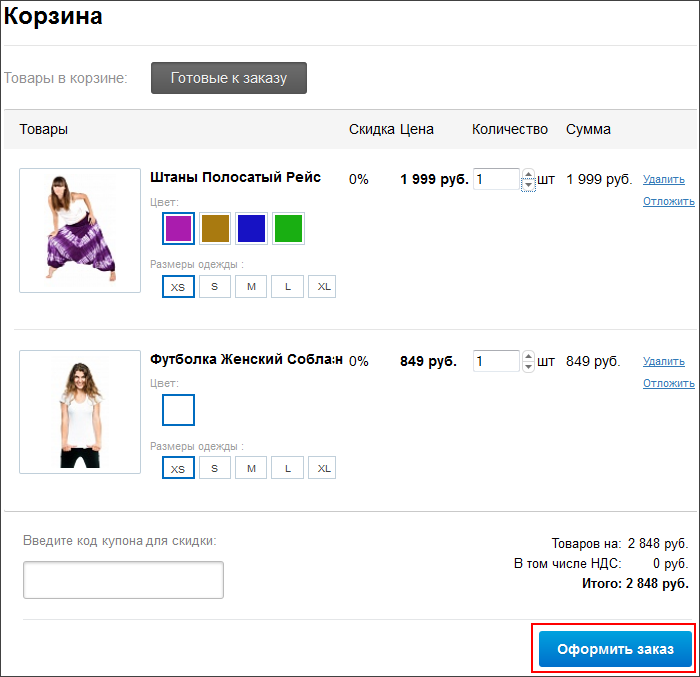 Корзина
Товары в корзине: Готовые к заказу
Товары Скидка Цена Количество Сумма
Штаны Полосатый Рейс 0% 1 999 руб. 1 шт 1 999 руб. Удалить
Отложить
Цвет:
Размеры одежды :
XS S M L XL
Футболка Женский Соблазн 0% 849 руб. 1 шт 849 руб. Удалить
Отложить
Цвет:
Размеры одежды :
XS S M L XL
Введите код купона для скидки:
Товаров на: 2 848 руб.
В том числе НДС: 0 руб.
Итого: 2 848 руб.
Оформить заказ